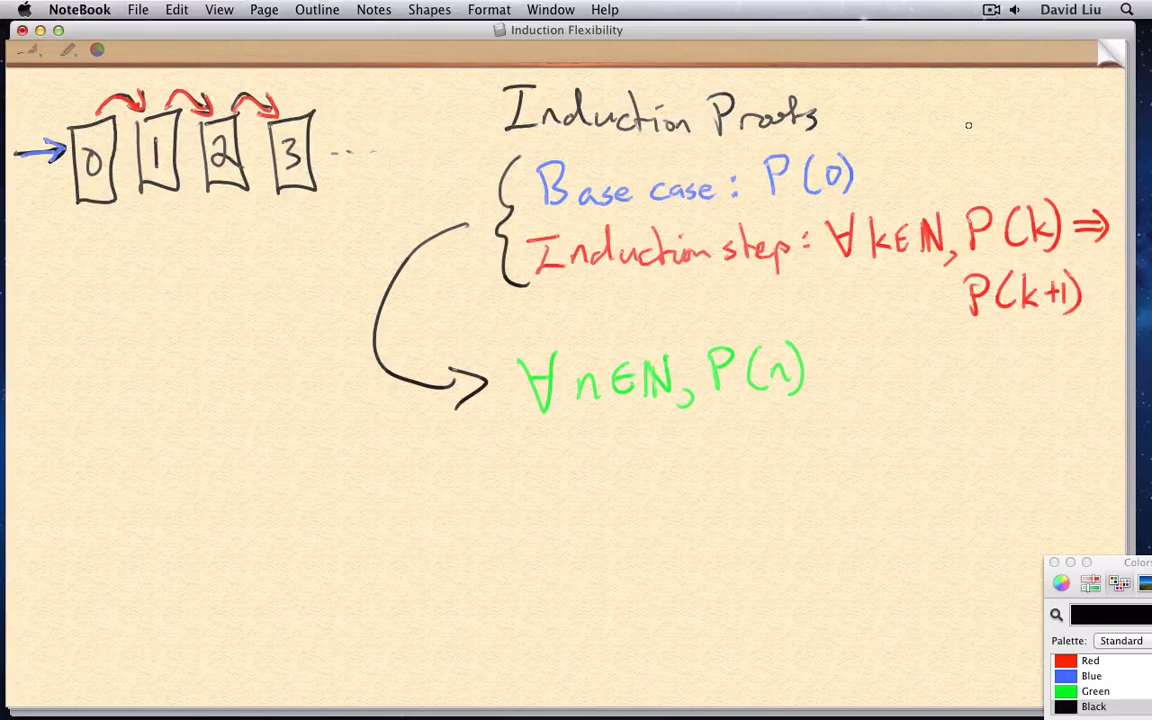 NoteBook File Edit View Page Outline Notes Shapes Format Window Help David Liu
Induction Flexibility
0 1 2 3 ...
Induction Proofs
Base case: P(0)
Induction step: ∀ k ∈ ℕ, P(k) ⇒
P(k+1)
∀ n ∈ ℕ, P(n)
Colors
Palette: Standard
Red
Blue
Green
Black